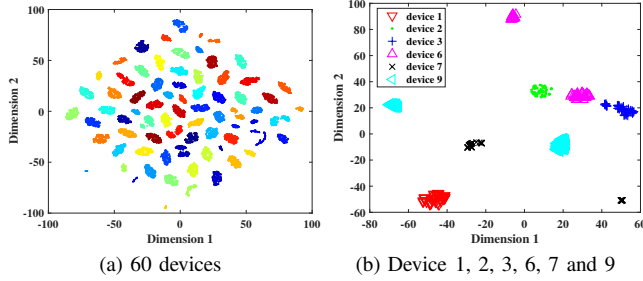 100
50
0
-50
-100
-100
-50
0
50
100
Dimension 2
Dimension 1
(a) 60 devices
100
80
60
40
20
0
-20
-40
-60
-80
-60
-40
-20
0
20
40
60
Dimension 2
Dimension 1
device 1
device 2
device 3
device 6
device 7
device 9
(b) Device 1, 2, 3, 6, 7 and 9